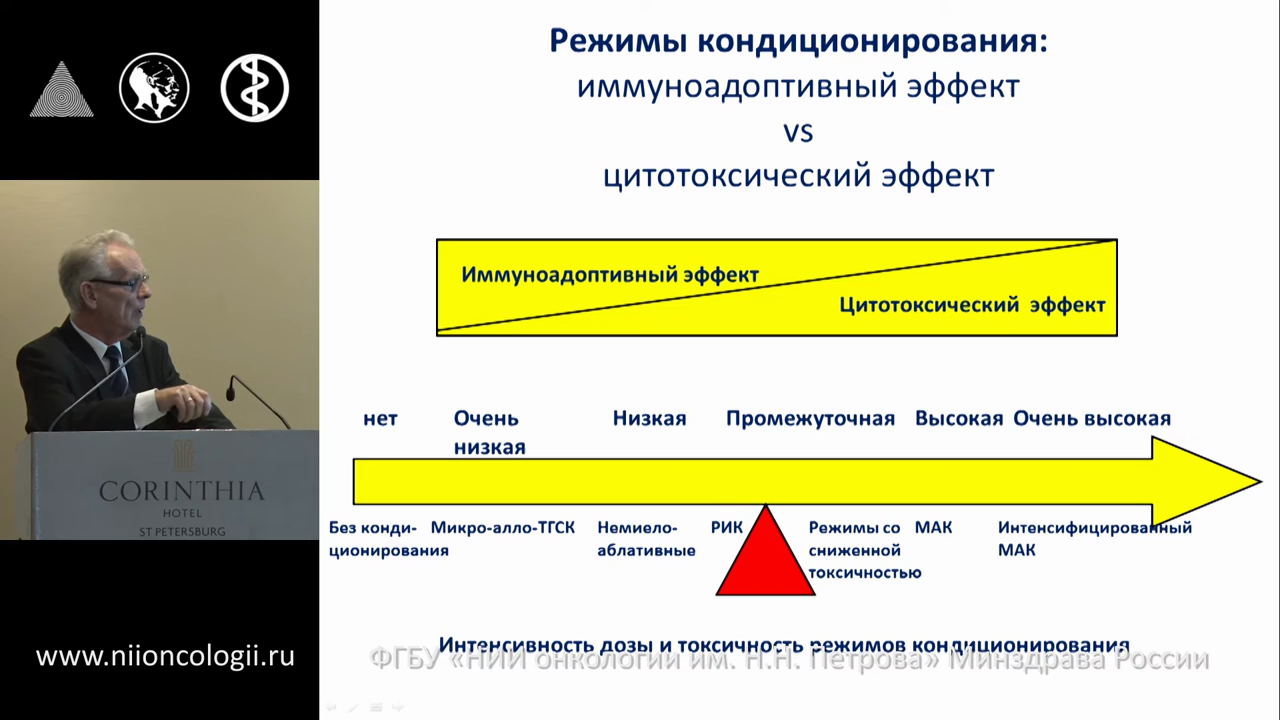 Режимы кондиционирования:
иммуноадоптивный эффект
vs
цитотоксический эффект
Иммуноадоптивный эффект
Цитотоксический эффект
нет
Очень
низкая
Низкая
Промежуточная
Высокая
Очень высокая
Без конди-
ционирования
Микро-алло-ТГСК
Немиело-
аблативные
РИК
Режимы со
сниженной
токсичностью
МАК
Интенсифицированный
МАК
Интенсивность дозы и токсичность режимов кондиционирования
ФГБУ «НИИ онкологии им. Н.Н. Петрова» Минздрава России
CORINTHIA
HOTEL
ST PETERSBURG
www.niioncologii.ru